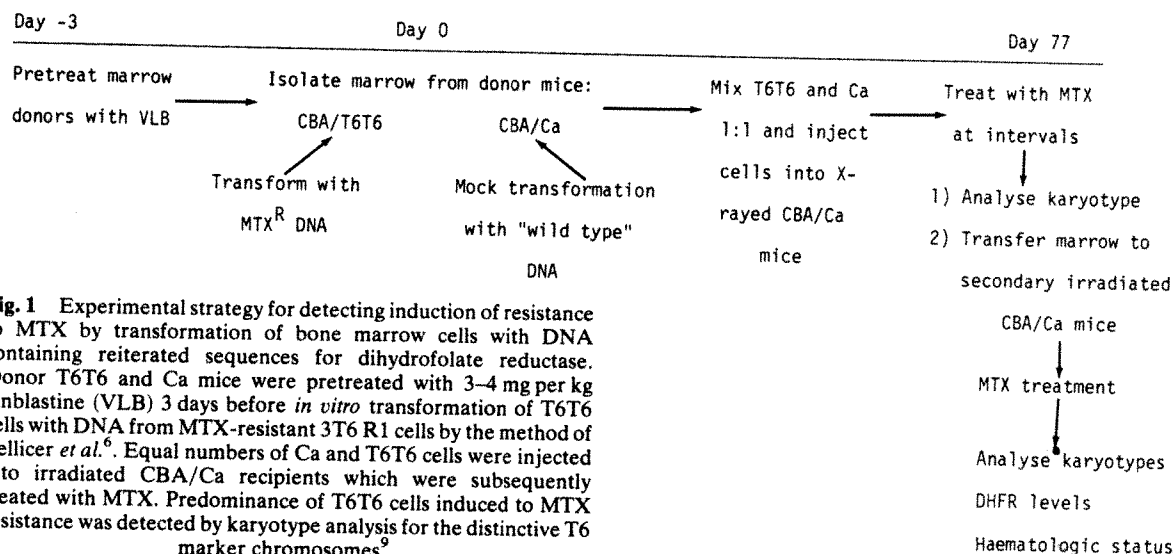 Day -3
Day 0
Day 77
Pretreat marrow
donors with VLB
Isolate marrow from donor mice:
CBA/T6T6
CBA/Ca
Transform with
MTXᴿ DNA
Mock transformation
with "wild type"
DNA
Mix T6T6 and Ca
1:1 and inject
cells into X-
rayed CBA/Ca
mice
Treat with MTX
at intervals
1) Analyse karyotype
2) Transfer marrow to
secondary irradiated
CBA/Ca mice
MTX treatment
Analyse karyotypes
DHFR levels
Haematologic status
ig. 1 Experimental strategy for detecting induction of resistance
o MTX by transformation of bone marrow cells with DNA
ontaining reiterated sequences for dihydrofolate reductase.
onor T6T6 and Ca mice were pretreated with 3–4 mg per kg
nblastine (VLB) 3 days before in vitro transformation of T6T6
ells with DNA from MTX-resistant 3T6 R1 cells by the method of
ellicer et al.⁶. Equal numbers of Ca and T6T6 cells were injected
to irradiated CBA/Ca recipients which were subsequently
eated with MTX. Predominance of T6T6 cells induced to MTX
sistance was detected by karyotype analysis for the distinctive T6
marker chromosomes⁹